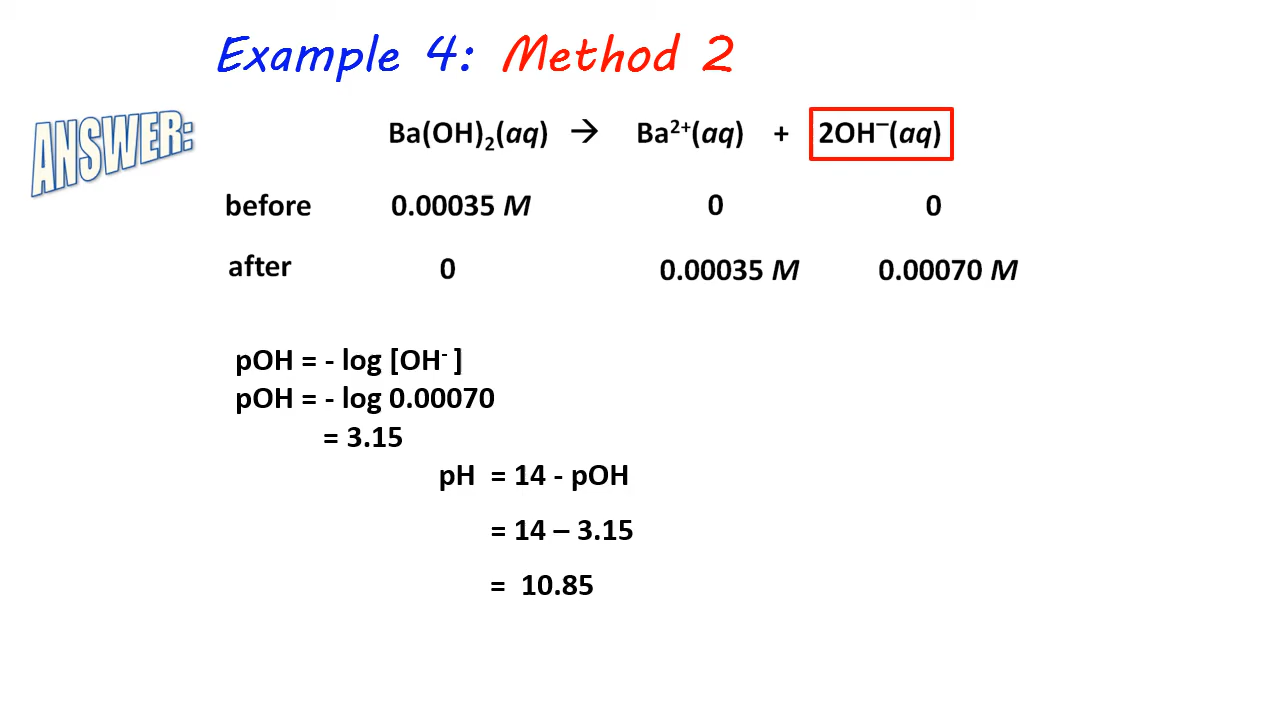 Example 4: Method 2
ANSWER:
Ba(OH)₂(aq) → Ba²⁺(aq) + 2OH⁻(aq)
before 0.00035 M 0 0
after 0 0.00035 M 0.00070 M
pOH = - log [OH⁻ ]
pOH = - log 0.00070
= 3.15
pH = 14 - pOH
= 14 – 3.15
= 10.85